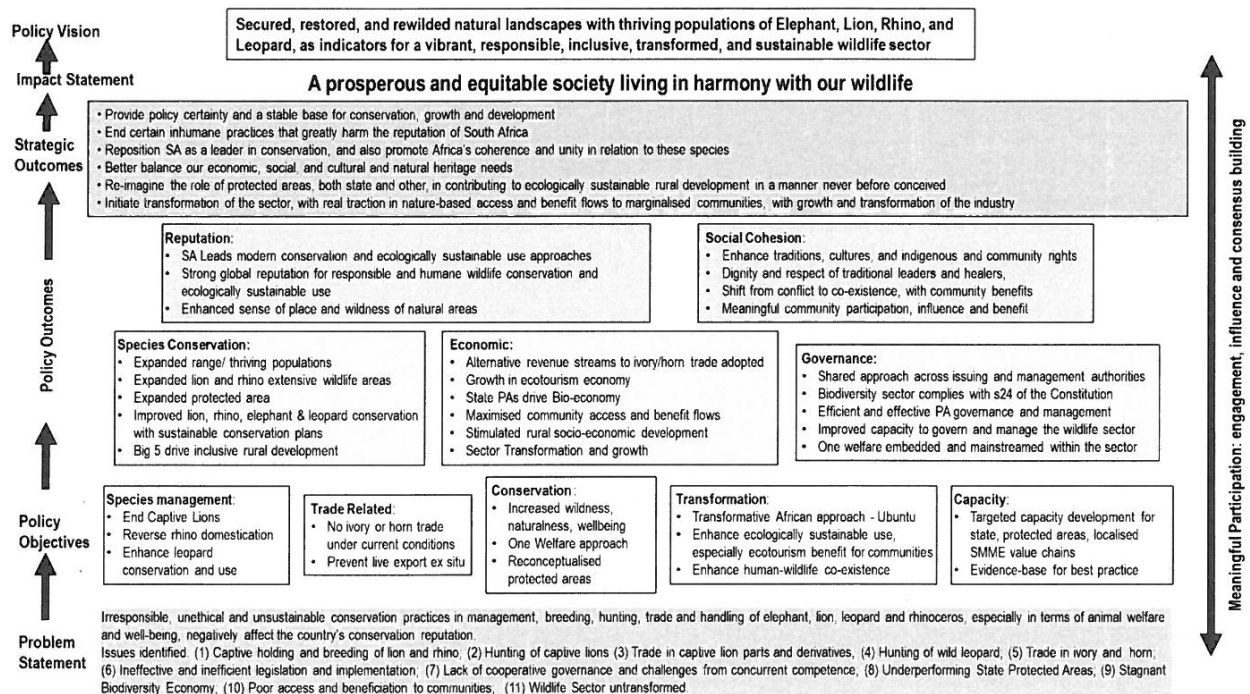 Policy Vision
Secured, restored, and rewilded natural landscapes with thriving populations of Elephant, Lion, Rhino, and
Leopard, as indicators for a vibrant, responsible, inclusive, transformed, and sustainable wildlife sector
Impact Statement
A prosperous and equitable society living in harmony with our wildlife
Strategic
Outcomes
• Provide policy certainty and a stable base for conservation, growth and development
• End certain inhumane practices that greatly harm the reputation of South Africa
• Reposition SA as a leader in conservation, and also promote Africa's coherence and unity in relation to these species
• Better balance our economic, social, and cultural and natural heritage needs
• Re-imagine the role of protected areas, both state and other, in contributing to ecologically sustainable rural development in a manner never before conceived
• Initiate transformation of the sector, with real traction in nature-based access and benefit flows to marginalised communities, with growth and transformation of the industry
Policy Outcomes
Reputation:
• SA Leads modern conservation and ecologically sustainable use approaches
• Strong global reputation for responsible and humane wildlife conservation and
ecologically sustainable use
• Enhanced sense of place and wildness of natural areas
Social Cohesion:
• Enhance traditions, cultures, and indigenous and community rights
• Dignity and respect of traditional leaders and healers,
• Shift from conflict to co-existence, with community benefits
• Meaningful community participation, influence and benefit
Species Conservation:
• Expanded range/ thriving populations
• Expanded lion and rhino extensive wildlife areas
• Expanded protected area
• Improved lion, rhino, elephant & leopard conservation
with sustainable conservation plans
• Big 5 drive inclusive rural development
Economic:
• Alternative revenue streams to ivory/horn trade adopted
• Growth in ecotourism economy
• State PAs drive Bio-economy
• Maximised community access and benefit flows
• Stimulated rural socio-economic development
• Sector Transformation and growth
Governance:
• Shared approach across issuing and management authorities
• Biodiversity sector complies with s24 of the Constitution
• Efficient and effective PA governance and management
• Improved capacity to govern and manage the wildlife sector
• One welfare embedded and mainstreamed within the sector
Policy
Objectives
Species management:
• End Captive Lions
• Reverse rhino domestication
• Enhance leopard
conservation and use
Trade Related:
• No ivory or horn trade
under current conditions
• Prevent live export ex situ
Conservation:
• Increased wildness,
naturalness, wellbeing
• One Welfare approach
• Reconceptualised
protected areas
Transformation:
• Transformative African approach - Ubuntu
• Enhance ecologically sustainable use,
especially ecotourism benefit for communities
• Enhance human-wildlife co-existence
Capacity:
• Targeted capacity development for
state, protected areas, localised
SMME value chains
• Evidence-base for best practice
Problem
Statement
Irresponsible, unethical and unsustainable conservation practices in management, breeding, hunting, trade and handling of elephant, lion, leopard and rhinoceros, especially in terms of animal welfare
and well-being, negatively affect the country's conservation reputation.
Issues identified: (1) Captive holding and breeding of lion and rhino; (2) Hunting of captive lions (3) Trade in captive lion parts and derivatives, (4) Hunting of wild leopard; (5) Trade in ivory and horn;
(6) Ineffective and inefficient legislation and implementation; (7) Lack of cooperative governance and challenges from concurrent competence; (8) Underperforming State Protected Areas; (9) Stagnant
Biodiversity Economy; (10) Poor access and beneficiation to communities; (11) Wildlife Sector untransformed.
Meaningful Participation: engagement, influence and consensus building